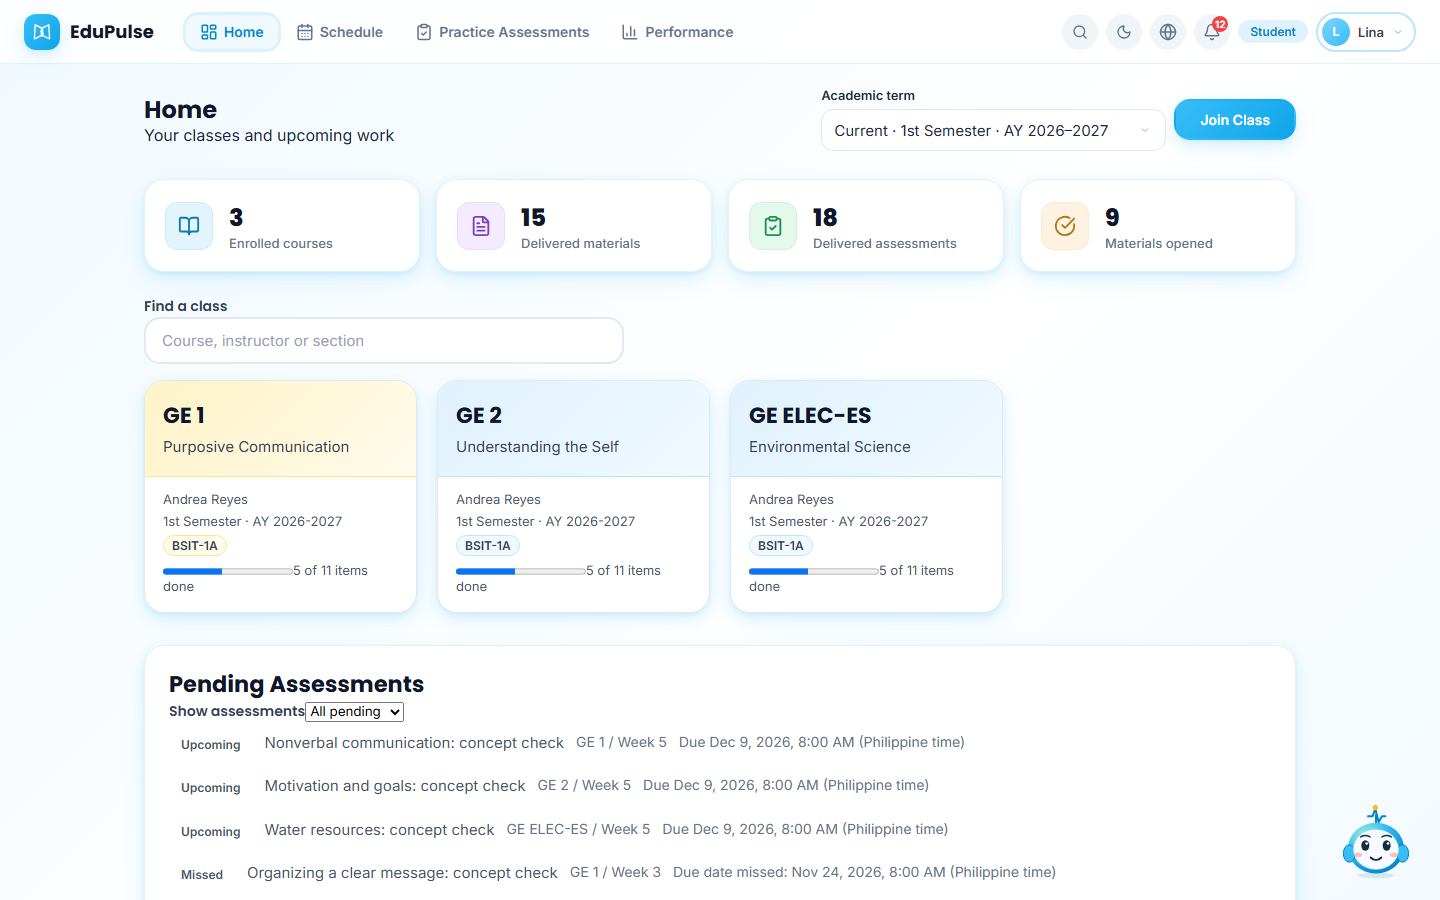 EduPulse
Home
Schedule
Practice Assessments
Performance
12
Student
L
Lina
Home
Your classes and upcoming work
Academic term
Current · 1st Semester · AY 2026–2027
Join Class
3
Enrolled courses
15
Delivered materials
18
Delivered assessments
9
Materials opened
Find a class
Course, instructor or section
GE 1
Purposive Communication
Andrea Reyes
1st Semester · AY 2026-2027
BSIT-1A
5 of 11 items
done
GE 2
Understanding the Self
Andrea Reyes
1st Semester · AY 2026-2027
BSIT-1A
5 of 11 items
done
GE ELEC-ES
Environmental Science
Andrea Reyes
1st Semester · AY 2026-2027
BSIT-1A
5 of 11 items
done
Pending Assessments
Show assessments All pending
Upcoming Nonverbal communication: concept check GE 1 / Week 5 Due Dec 9, 2026, 8:00 AM (Philippine time)
Upcoming Motivation and goals: concept check GE 2 / Week 5 Due Dec 9, 2026, 8:00 AM (Philippine time)
Upcoming Water resources: concept check GE ELEC-ES / Week 5 Due Dec 9, 2026, 8:00 AM (Philippine time)
Missed Organizing a clear message: concept check GE 1 / Week 3 Due date missed: Nov 24, 2026, 8:00 AM (Philippine time)